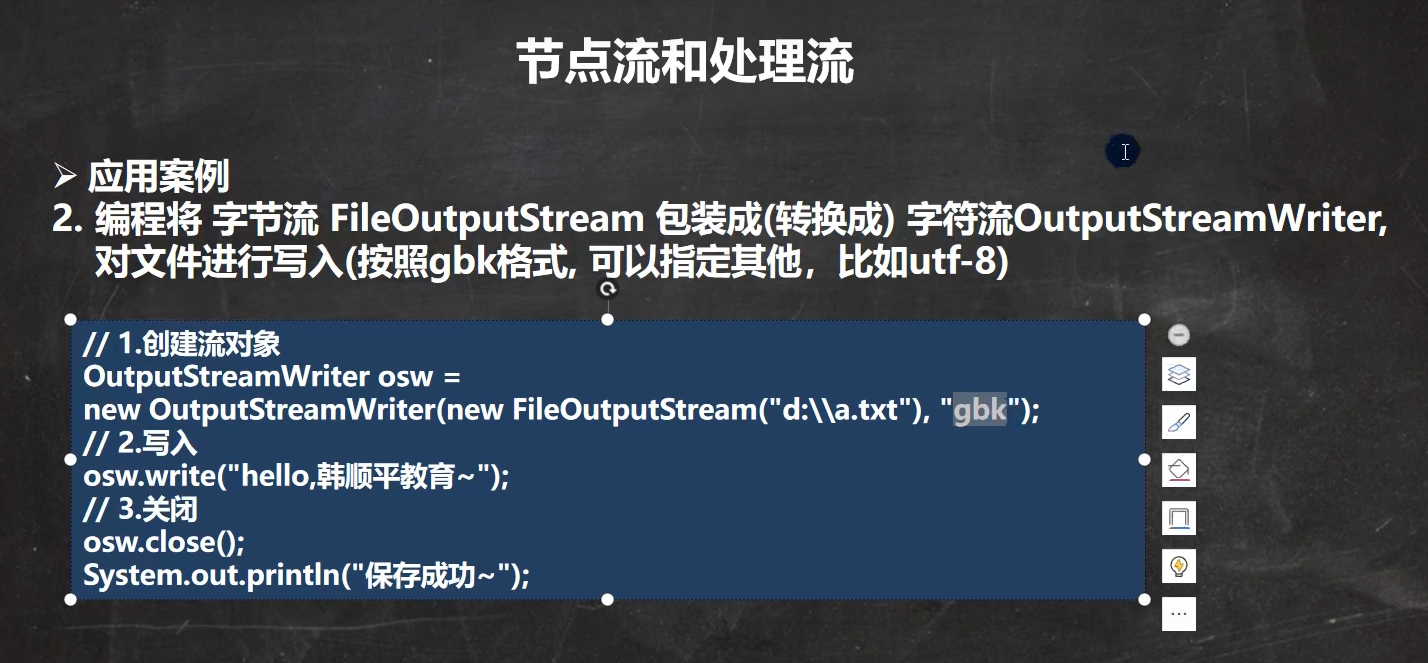 节点流和处理流
➢ 应用案例
2. 编程将 字节流 FileOutputStream 包装成(转换成) 字符流OutputStreamWriter,
对文件进行写入(按照gbk格式, 可以指定其他，比如utf-8)
// 1.创建流对象
OutputStreamWriter osw =
new OutputStreamWriter(new FileOutputStream("d:\\a.txt"), "gbk");
// 2.写入
osw.write("hello,韩顺平教育~");
// 3.关闭
osw.close();
System.out.println("保存成功~");